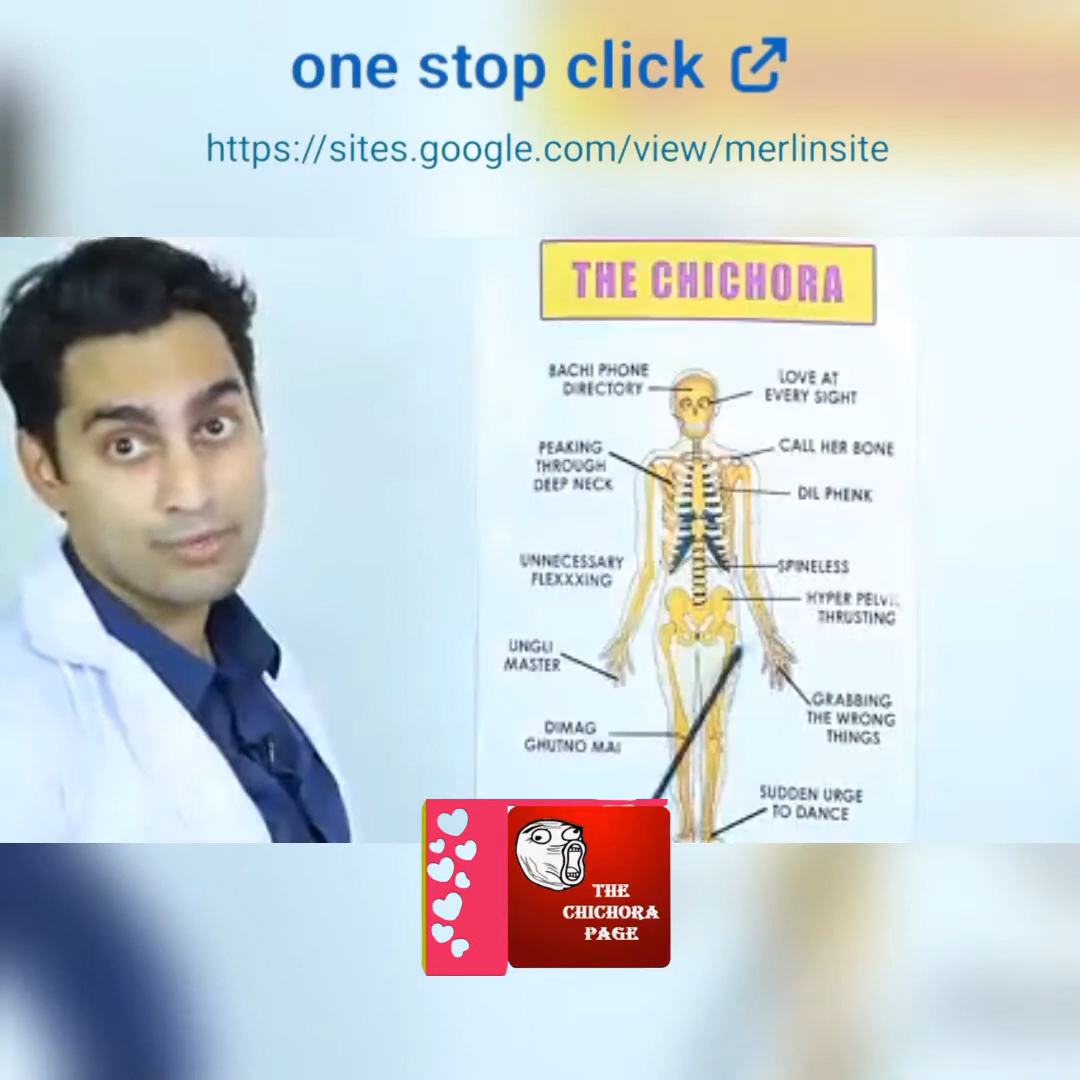 one stop click
https://sites.google.com/view/merlinsite
THE CHICHORA
BACHI PHONE
DIRECTORY
LOVE AT
EVERY SIGHT
PEAKING
THROUGH
DEEP NECK
CALL HER BONE
DIL PHENK
UNNECESSARY
FLEXXXING
SPINELESS
HYPER PELVIC
THRUSTING
UNGLI
MASTER
GRABBING
THE WRONG
THINGS
DIMAG
GHUTNO MAI
SUDDEN URGE
TO DANCE
THE
CHICHORA
PAGE